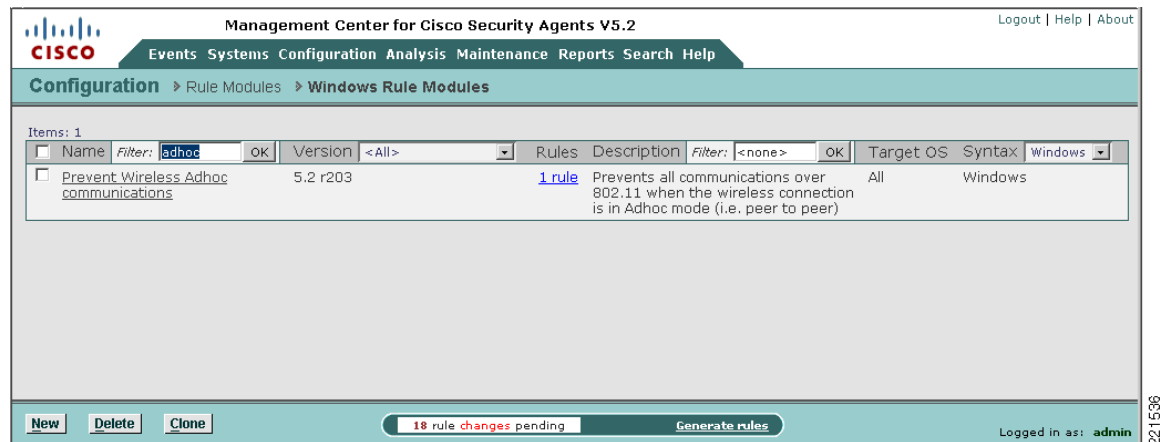 Management Center for Cisco Security Agents V5.2
Logout | Help | About
CISCO
Events Systems Configuration Analysis Maintenance Reports Search Help
Configuration > Rule Modules > Windows Rule Modules
Items: 1
Name Filter: adhoc OK Version <All> Rules Description Filter: <none> OK Target OS Syntax Windows
Prevent Wireless Adhoc communications 5.2 r203 1 rule Prevents all communications over 802.11 when the wireless connection is in Adhoc mode (i.e. peer to peer) All Windows
New Delete Clone 18 rule changes pending Generate rules Logged in as: admin
221536